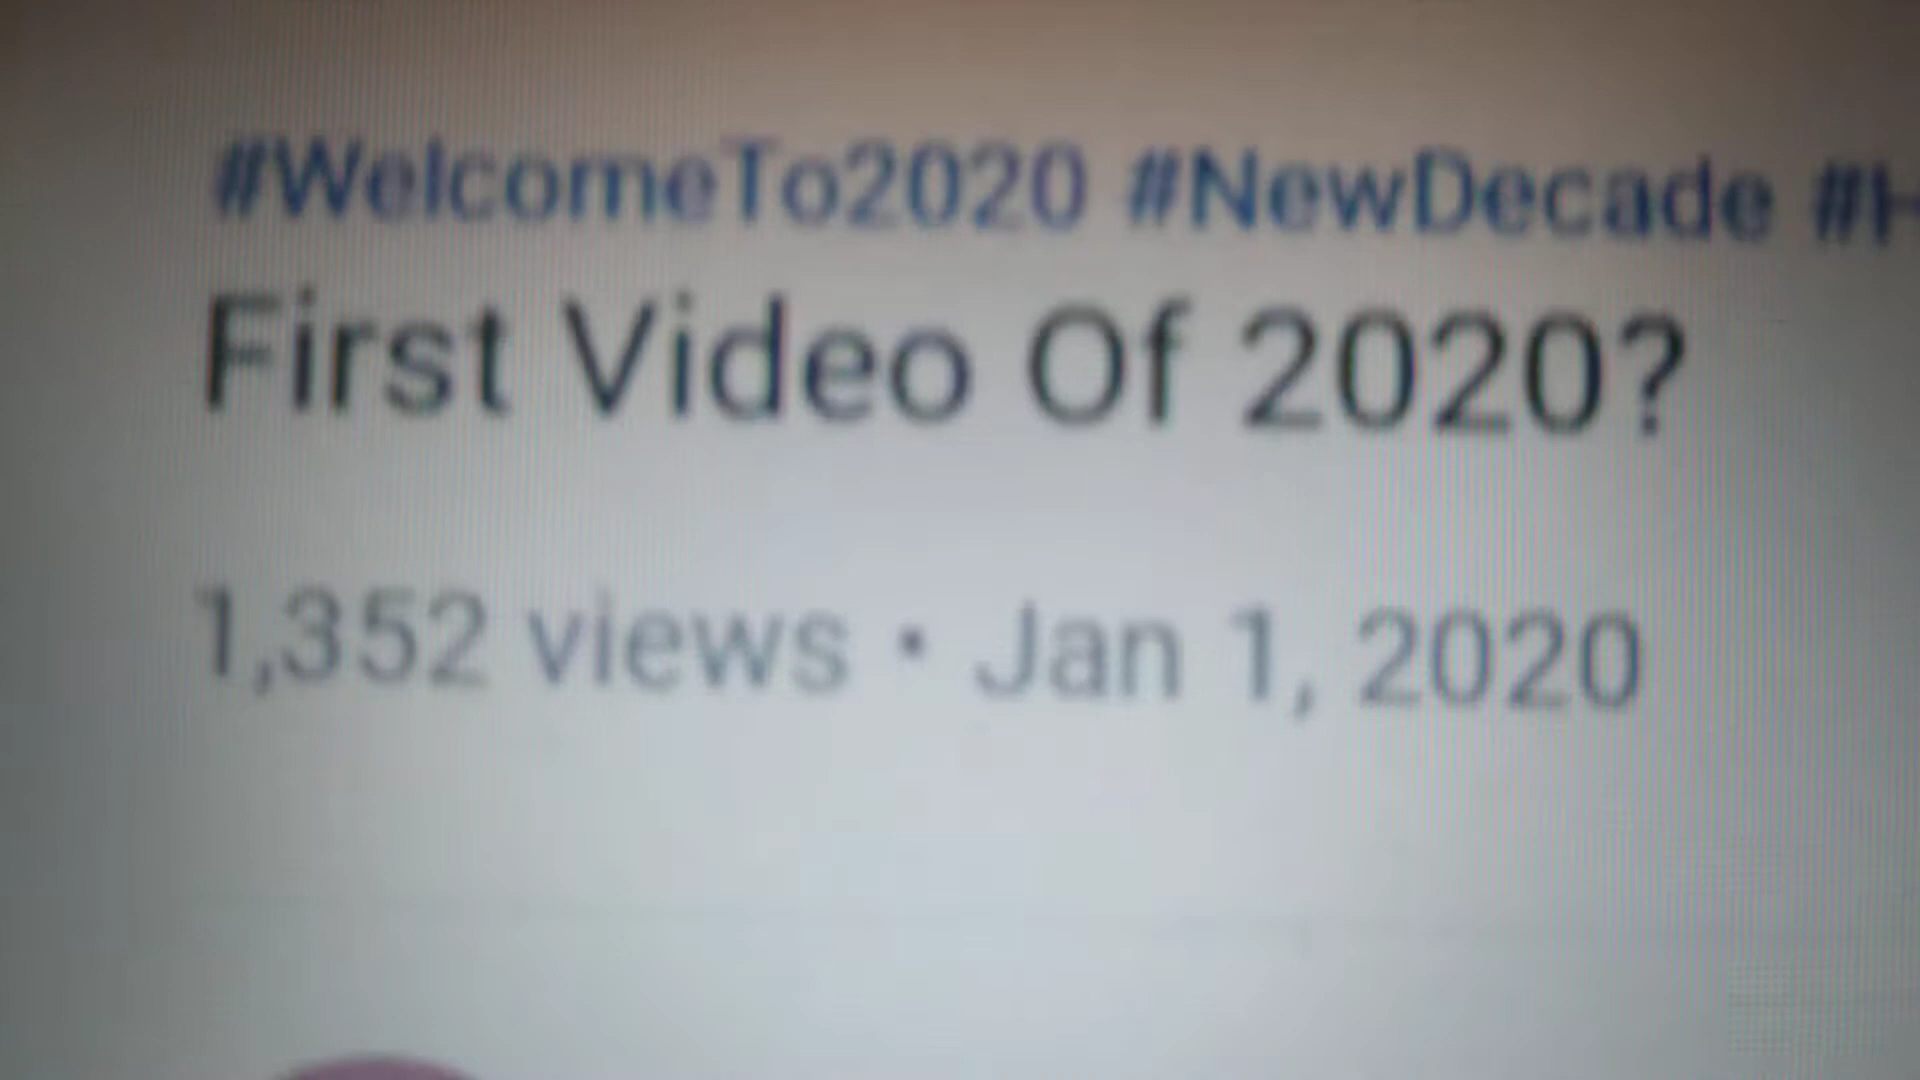 #WelcomeTo2020 #NewDecade
First Video Of 2020?
1,352 views • Jan 1, 2020